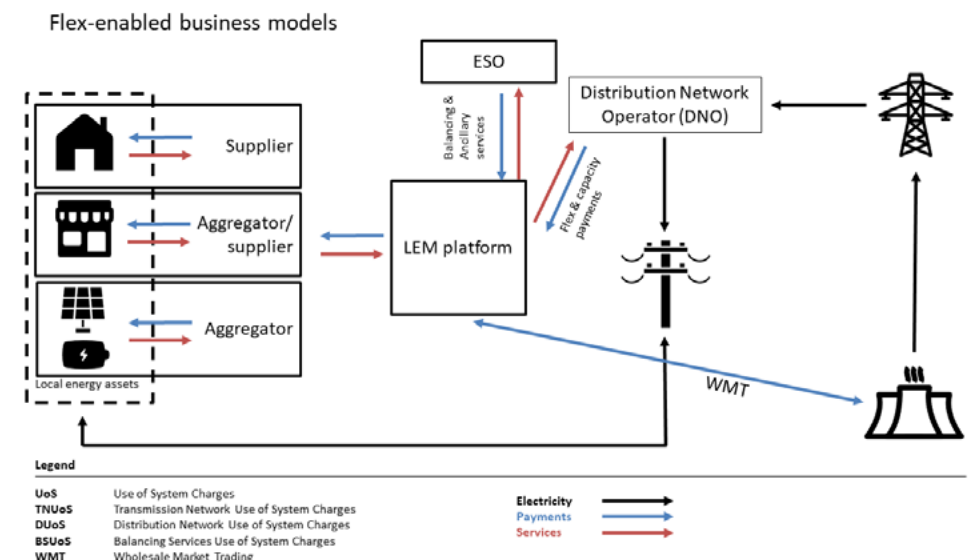 Flex-enabled business models
ESO
Distribution Network
Operator (DNO)
Balancing &
Ancillary
services
Supplier
Flex & capacity
payments
Aggregator/
supplier
LEM platform
Aggregator
Local energy assets
WMT
Legend
UoS Use of System Charges
TNUoS Transmission Network Use of System Charges
DUoS Distribution Network Use of System Charges
BSUoS Balancing Services Use of System Charges
WMT Wholesale Market Trading
Electricity
Payments
Services